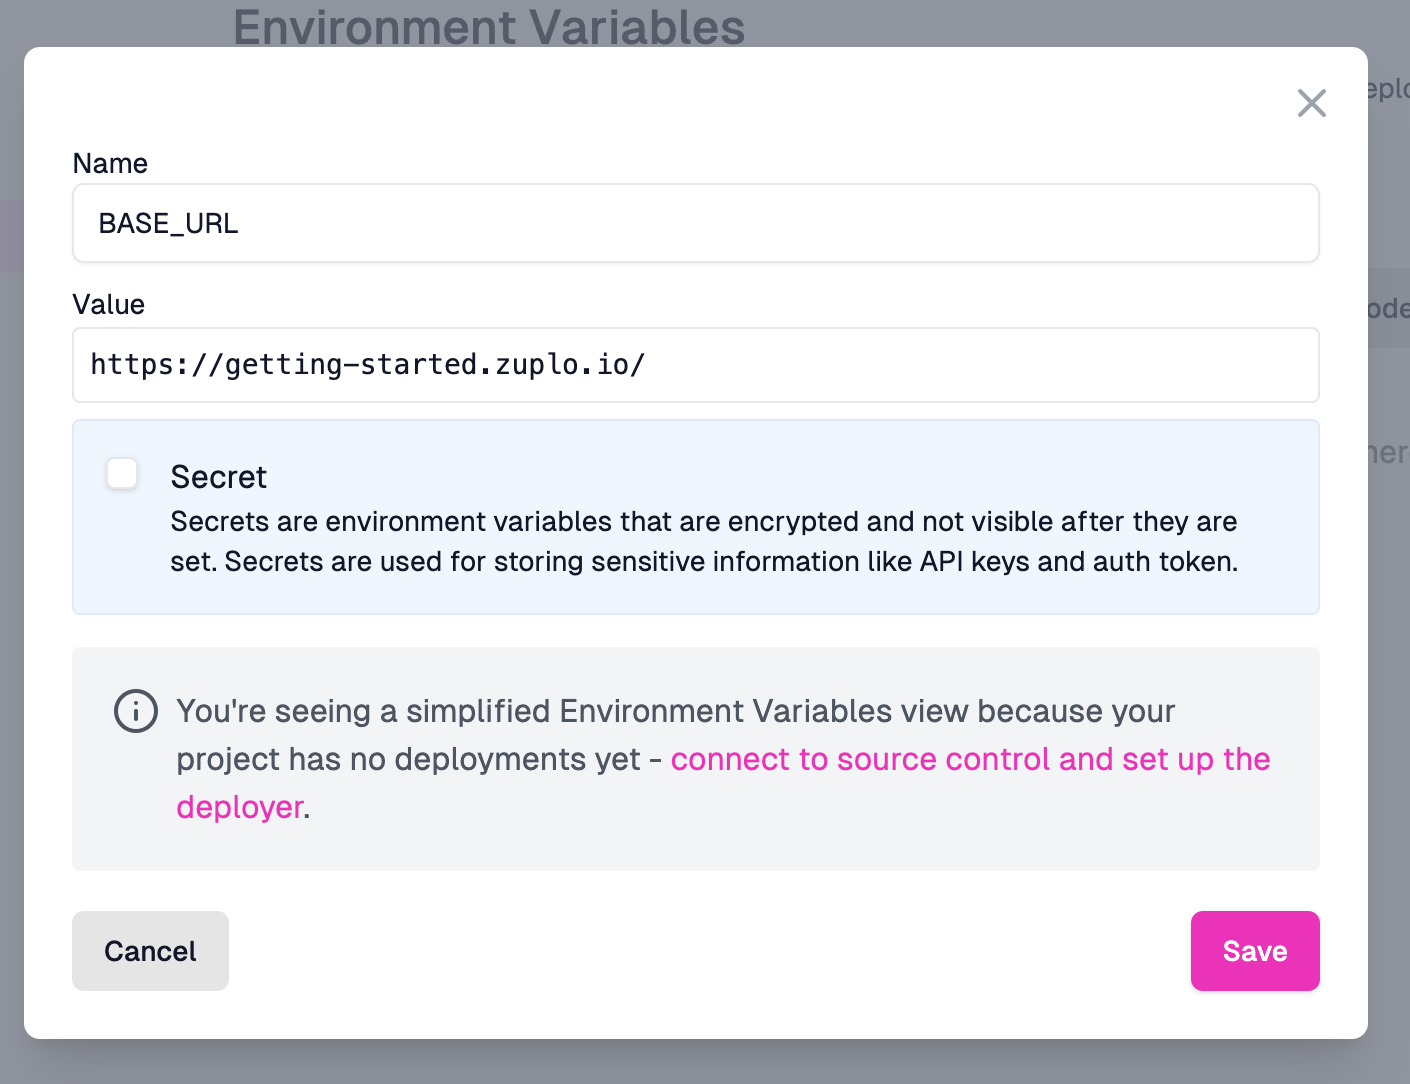 Environment Variables
Name
BASE_URL
Value
https://getting-started.zuplo.io/
Secret
Secrets are environment variables that are encrypted and not visible after they are
set. Secrets are used for storing sensitive information like API keys and auth token.
You're seeing a simplified Environment Variables view because your
project has no deployments yet - connect to source control and set up the
deployer.
Cancel
Save